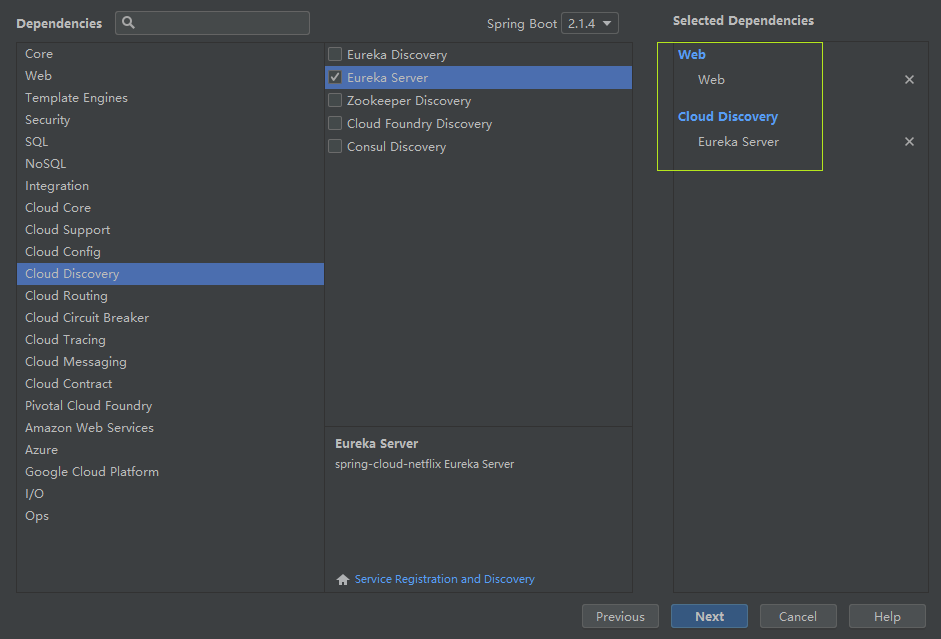 Dependencies
Spring Boot 2.1.4
Selected Dependencies
Core
Web
Template Engines
Security
SQL
NoSQL
Integration
Cloud Core
Cloud Support
Cloud Config
Cloud Discovery
Cloud Routing
Cloud Circuit Breaker
Cloud Tracing
Cloud Messaging
Cloud Contract
Pivotal Cloud Foundry
Amazon Web Services
Azure
Google Cloud Platform
I/O
Ops
Eureka Discovery
Eureka Server
Zookeeper Discovery
Cloud Foundry Discovery
Consul Discovery
Eureka Server
spring-cloud-netflix Eureka Server
Service Registration and Discovery
Web
Web
Cloud Discovery
Eureka Server
Previous
Next
Cancel
Help